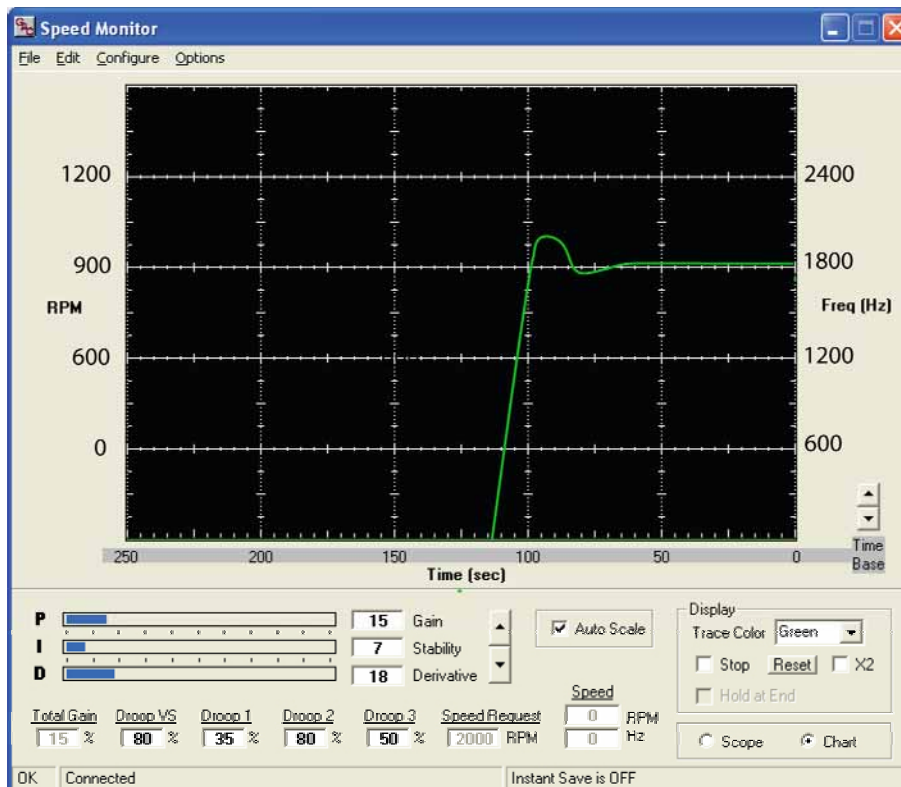 Speed Monitor
File Edit Configure Options
1200
900
RPM
600
0
2400
1800
Freq (Hz)
1200
600
250 200 150 100 50 0
Time (sec)
Time
Base
P 15 Gain
I 7 Stability
D 18 Derivative
Auto Scale
Display
Trace Color Green
Stop Reset X2
Hold at End
Total Gain Droop VS Droop 1 Droop 2 Droop 3 Speed Request
15 % 80 % 35 % 80 % 50 % 2000 RPM
Speed
0 RPM
0 Hz
Scope Chart
OK Connected Instant Save is OFF